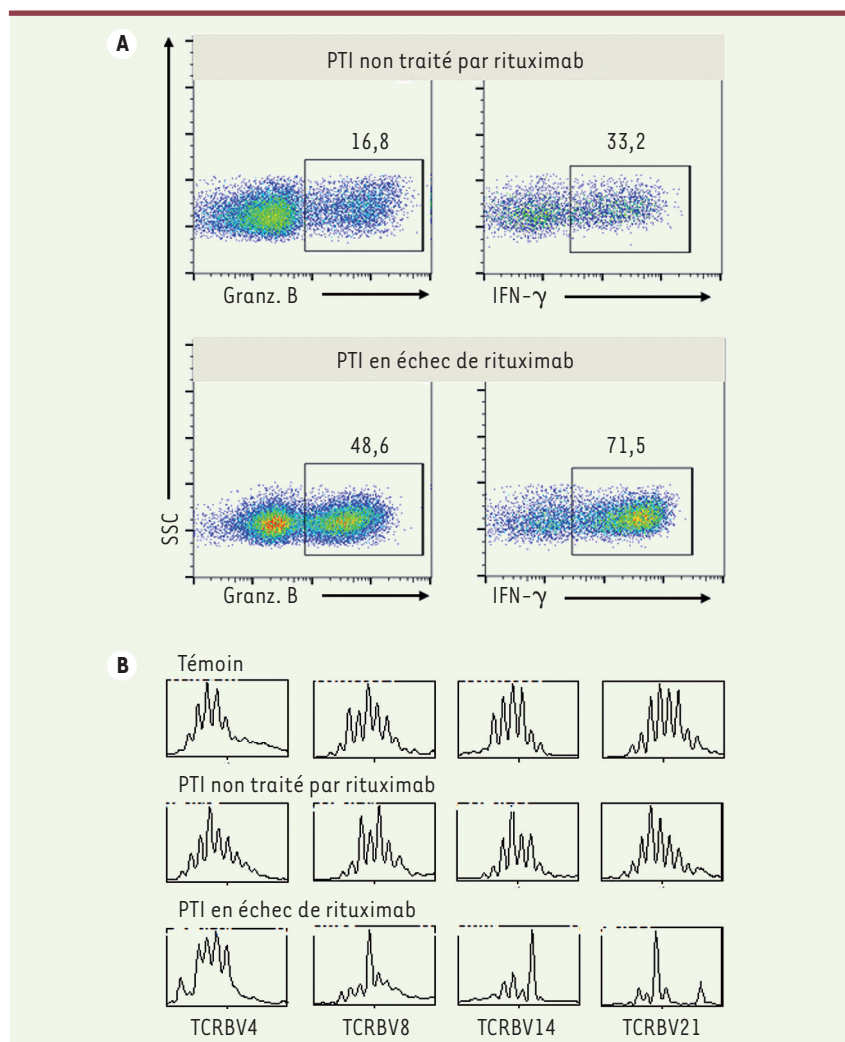 A
PTI non traité par rituximab
16,8
33,2
Granz. B
IFN-γ
PTI en échec de rituximab
48,6
71,5
SSC
Granz. B
IFN-γ
B
Témoin
PTI non traité par rituximab
PTI en échec de rituximab
TCRBV4
TCRBV8
TCRBV14
TCRBV21